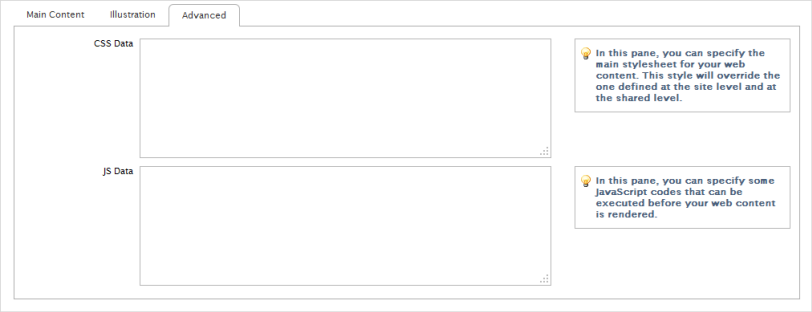 Main Content Illustration Advanced
CSS Data
In this pane, you can specify the
main stylesheet for your web
content. This style will override the
one defined at the site level and at
the shared level.
JS Data
In this pane, you can specify some
JavaScript codes that can be
executed before your web content
is rendered.